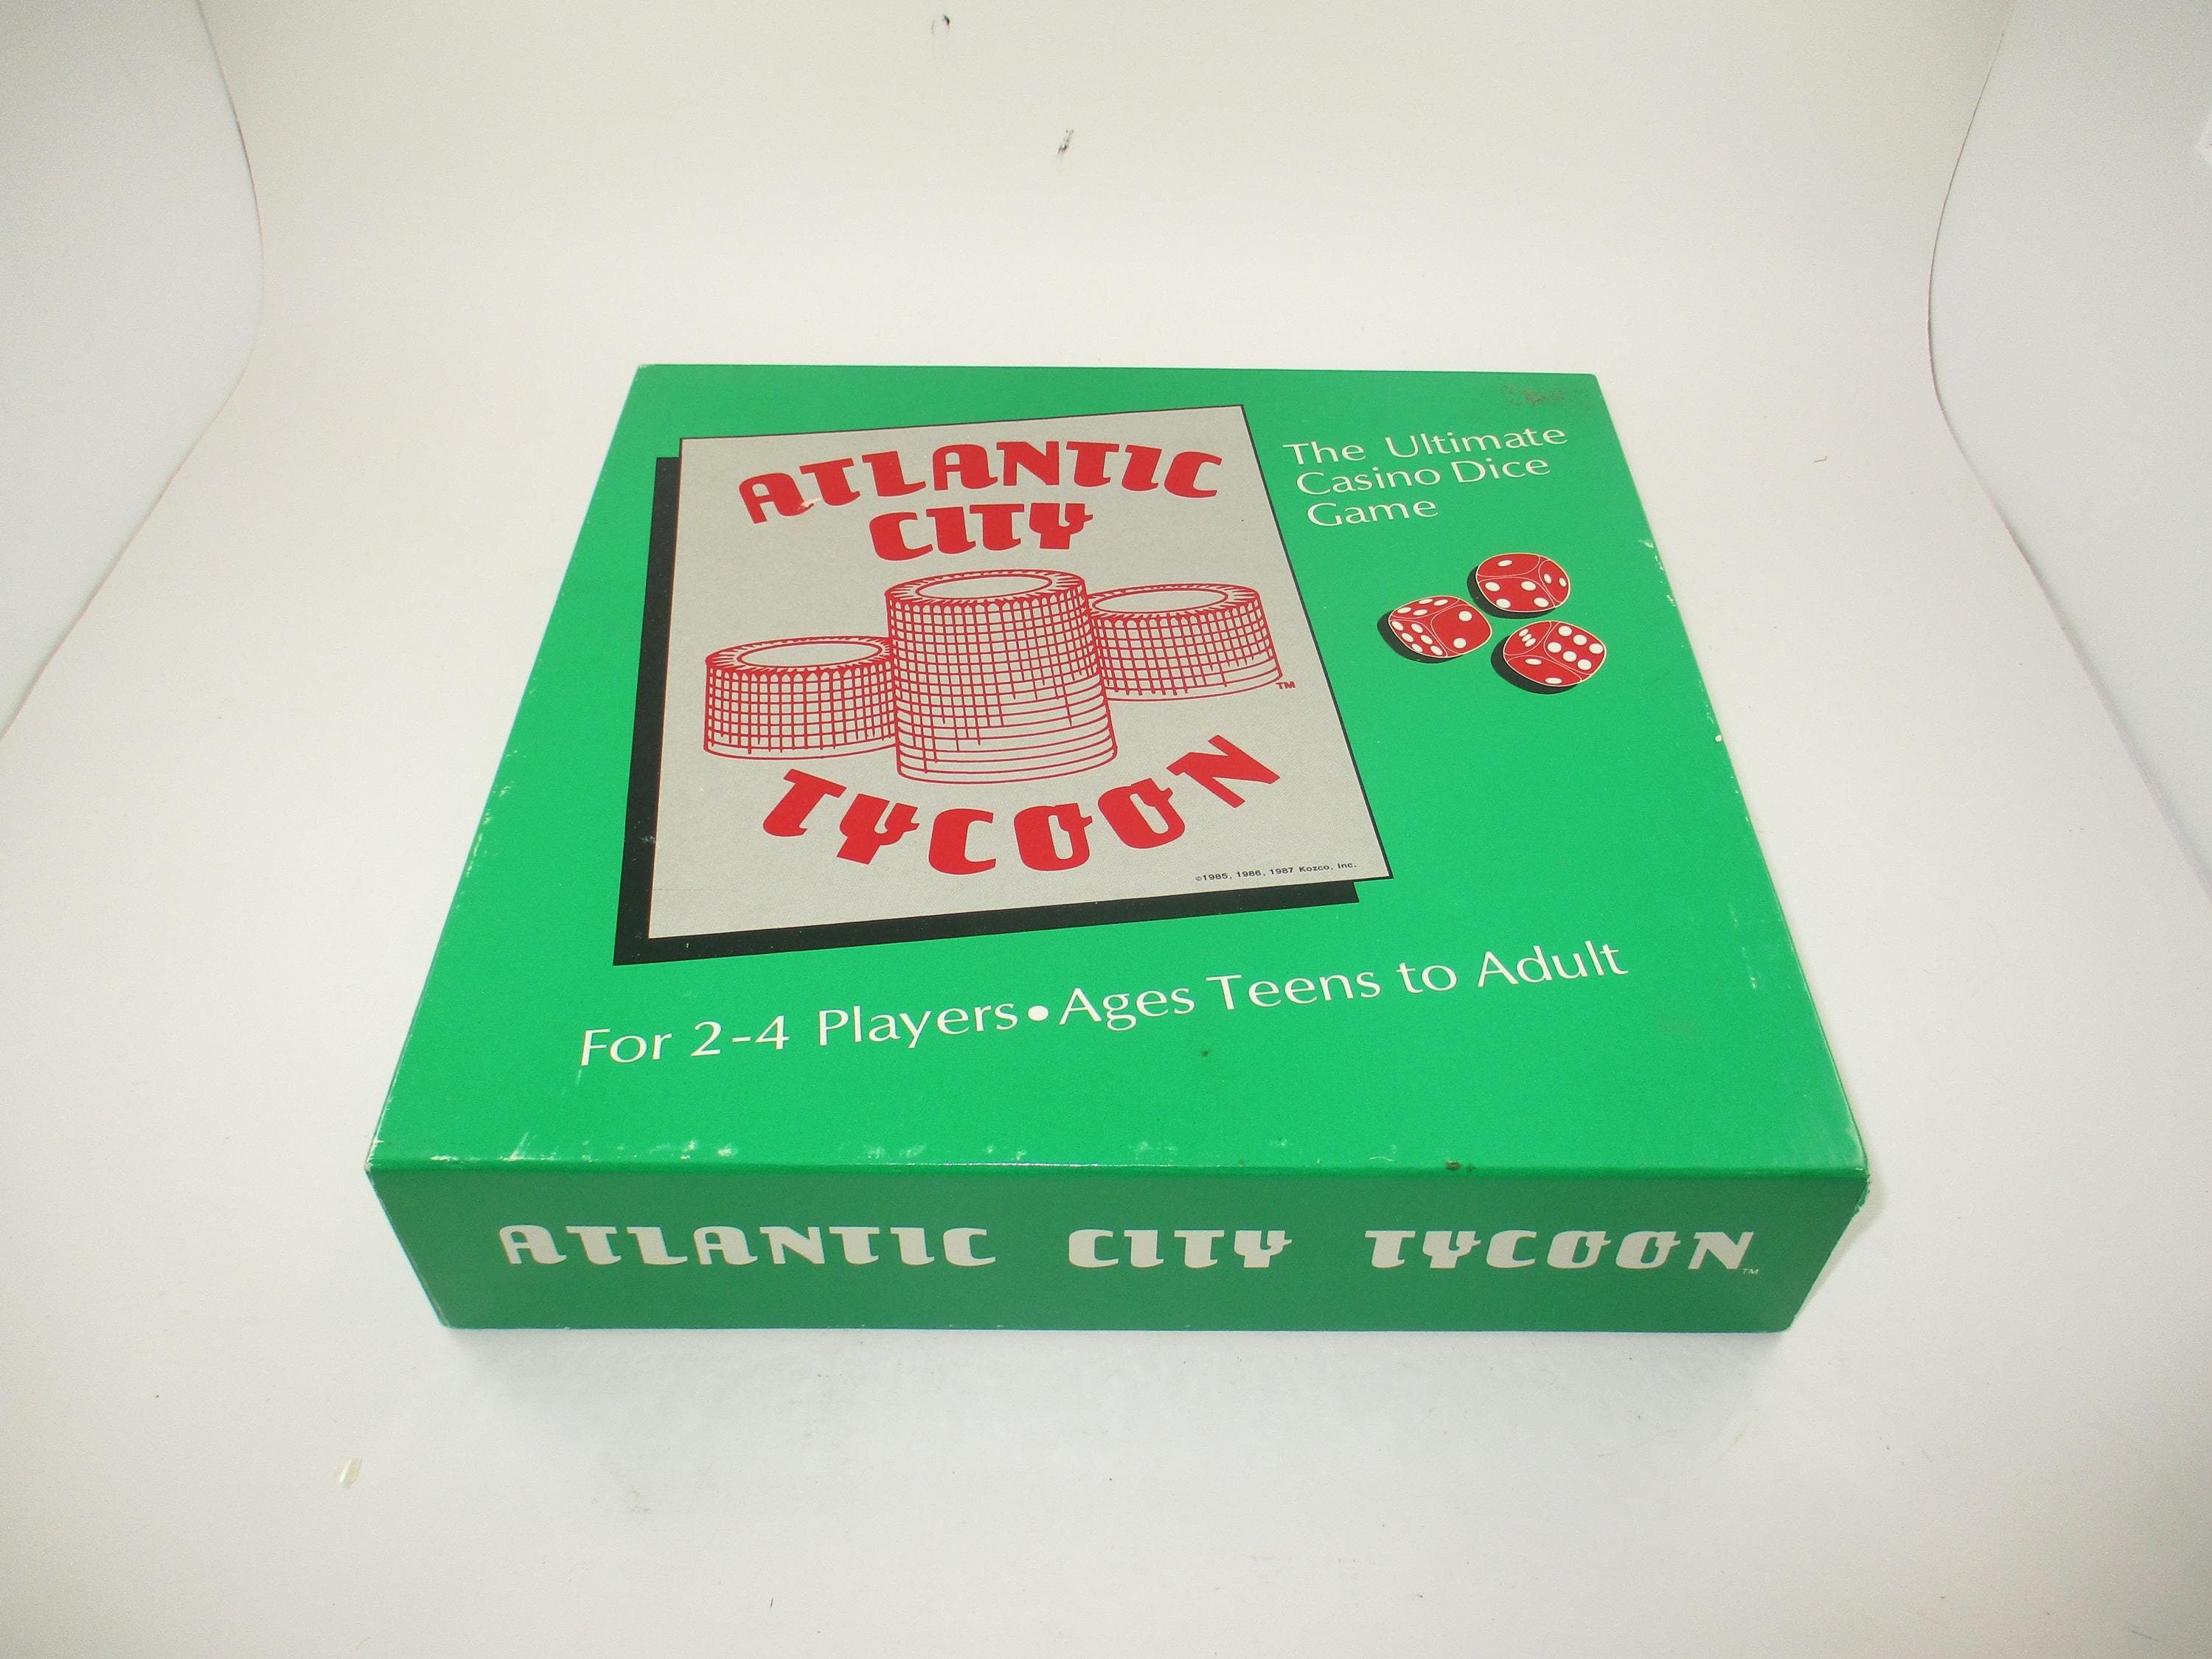 ATLANTIC
CITY
TM
TYCOON
©1985, 1986, 1987 Kozco, Inc.
The Ultimate
Casino Dice
Game
For 2-4 Players•Ages Teens to Adult
ATLANTIC CITY TYCOON TM